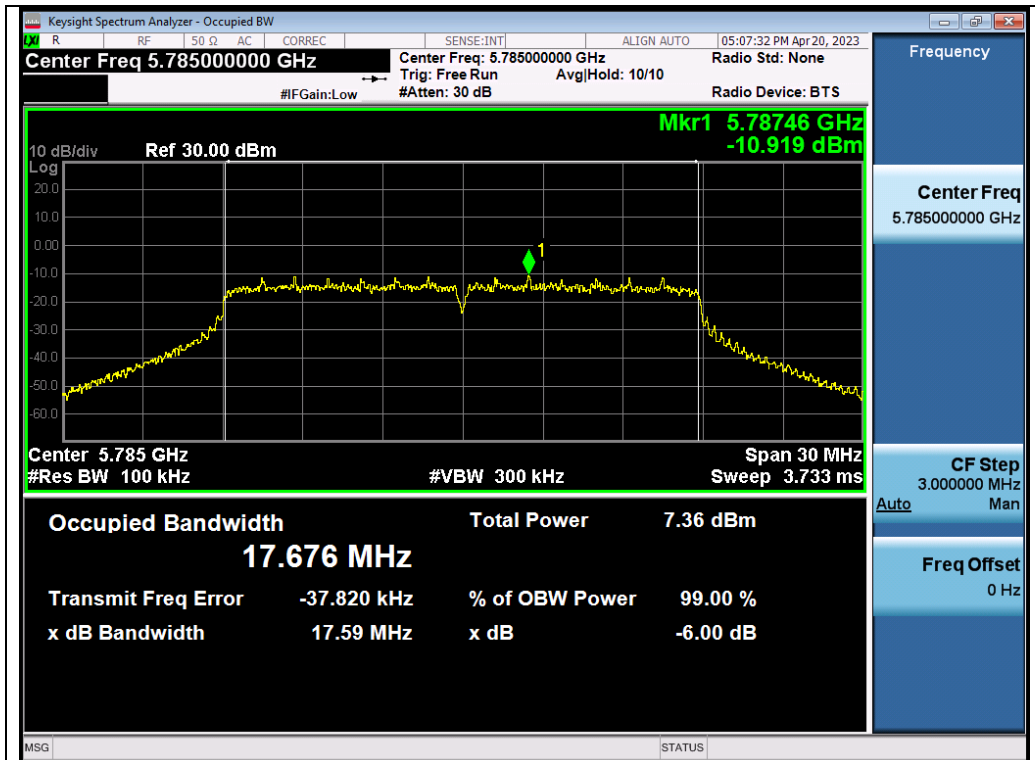 Keysight Spectrum Analyzer - Occupied BW
LXI R RF 50 Ω AC CORREC SENSE:INT ALIGN AUTO 05:07:32 PM Apr 20, 2023
Center Freq 5.785000000 GHz
Center Freq: 5.785000000 GHz
Radio Std: None
Trig: Free Run Avg|Hold: 10/10
#IFGain:Low
#Atten: 30 dB
Radio Device: BTS
Mkr1 5.78746 GHz
-10.919 dBm
10 dB/div Ref 30.00 dBm
Log
20.0
10.0
0.00
1
-10.0
-20.0
-30.0
-40.0
-50.0
-60.0
Center 5.785 GHz Span 30 MHz
#Res BW 100 kHz #VBW 300 kHz Sweep 3.733 ms
Occupied Bandwidth Total Power 7.36 dBm
17.676 MHz
Transmit Freq Error -37.820 kHz % of OBW Power 99.00 %
x dB Bandwidth 17.59 MHz x dB -6.00 dB
Frequency
Center Freq
5.785000000 GHz
CF Step
3.000000 MHz
Auto Man
Freq Offset
0 Hz
MSG STATUS